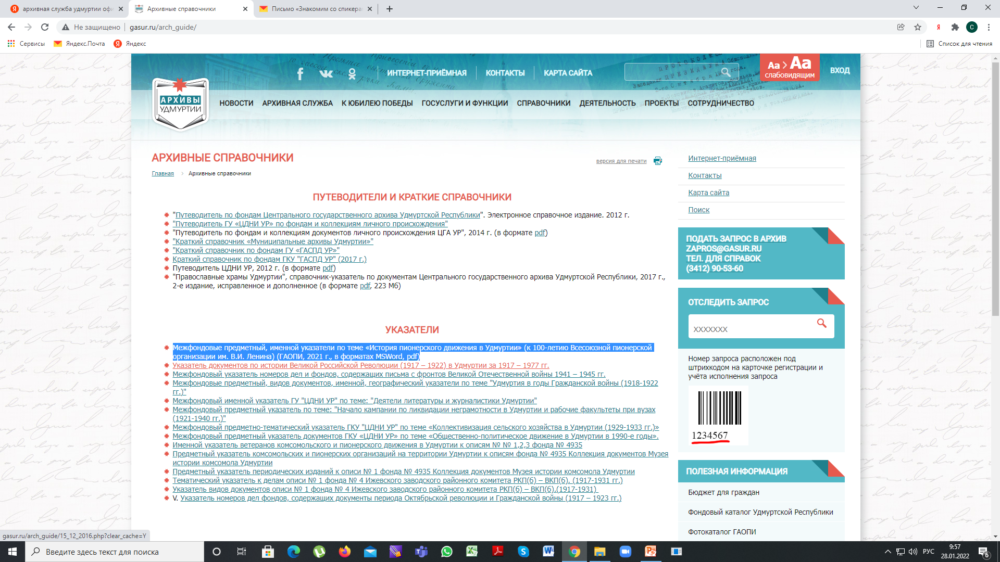 архивная служба удмуртии офи
Архивные справочники
Письмо «Знакомим со спикера
Не защищено
gasur.ru/arch_guide/
Сервисы
Яндекс.Почта
Яндекс
Список для чтения
ИНТЕРНЕТ-ПРИЁМНАЯ
КОНТАКТЫ
КАРТА САЙТА
Aa > Aa
слабовидящим
ВХОД
АРХИВЫ
УДМУРТИИ
НОВОСТИ
АРХИВНАЯ СЛУЖБА
К ЮБИЛЕЮ ПОБЕДЫ
ГОСУСЛУГИ И ФУНКЦИИ
СПРАВОЧНИКИ
ДЕЯТЕЛЬНОСТЬ
ПРОЕКТЫ
СОТРУДНИЧЕСТВО
АРХИВНЫЕ СПРАВОЧНИКИ
версия для печати
Главная > Архивные справочники
ПУТЕВОДИТЕЛИ И КРАТКИЕ СПРАВОЧНИКИ
"Путеводитель по фондам Центрального государственного архива Удмуртской Республики". Электронное справочное издание. 2012 г.
"Путеводитель ГУ «ЦДНИ УР» по фондам и коллекциям личного происхождения"
"Путеводитель по фондам и коллекциям документов личного происхождения ЦГА УР", 2014 г. (в формате pdf)
"Краткий справочник «Муниципальные архивы Удмуртии»"
"Краткий справочник по фондам ГУ «ГАСПД УР»"
Краткий справочник по фондам ГКУ "ГАСПД УР" (2017 г.)
Путеводитель ЦДНИ УР, 2012 г. (в формате pdf)
"Православные храмы Удмуртии", справочник-указатель по документам Центрального государственного архива Удмуртской Республики, 2017 г.,
2-е издание, исправленное и дополненное (в формате pdf, 223 Мб)
УКАЗАТЕЛИ
Межфондовые предметный, именной указатели по теме «История пионерского движения в Удмуртии» (к 100-летию Всесоюзной пионерской
организации им. В.И. Ленина) (ГАОПИ, 2021 г., в форматах MSWord, pdf)
Указатель документов по истории Великой Российской Революции (1917 – 1922) в Удмуртии за 1917 – 1977 гг.
Межфондовый указатель номеров дел и фондов, содержащих письма с фронтов Великой Отечественной войны 1941 – 1945 гг.
Межфондовые предметный, видов документов, именной, географический указатели по теме "Удмуртия в годы Гражданской войны (1918-1922
гг.)"
Межфондовый именной указатель ГУ "ЦДНИ УР" по теме: "Деятели литературы и журналистики Удмуртии"
Межфондовый предметный указатель по теме: "Начало кампании по ликвидации неграмотности в Удмуртии и рабочие факультеты при вузах
(1921-1940 гг.)"
Межфондовый предметно-тематический указатель ГКУ "ЦДНИ УР" по теме «Коллективизация сельского хозяйства в Удмуртии (1929-1933 гг.)»
Межфондовый предметный указатель документов ГКУ «ЦДНИ УР» по теме «Общественно-политическое движение в Удмуртии в 1990-е годы».
Именной указатель ветеранов комсомольского и пионерского движения в Удмуртии к описям № № 1,2,3 фонда № 4935
Предметный указатель комсомольских и пионерских организаций на территории Удмуртии к описям фонда № 4935 Коллекция документов Музея
истории комсомола Удмуртии
Предметный указатель периодических изданий к описи № 1 фонда № 4935 Коллекция документов Музея истории комсомола Удмуртии
Тематический указатель к делам описи № 1 фонда № 4 Ижевского заводского районного комитета РКП(б) – ВКП(б). (1917-1931 гг.)
Указатель видов документов описи № 1 фонда № 4 Ижевского заводского районного комитета РКП(б) – ВКП(б).(1917-1931)
V. Указатель номеров дел фондов, содержащих документы периода Октябрьской революции и Гражданской войны (1917 – 1923 гг.)
Интернет-приёмная
Контакты
Карта сайта
Поиск
ПОДАТЬ ЗАПРОС В АРХИВ
ZAPROS@GASUR.RU
ТЕЛ. ДЛЯ СПРАВОК
(3412) 90-53-60
ОТСЛЕДИТЬ ЗАПРОС
XXXXXXX
Номер запроса расположен под
штрихкодом на карточке регистрации и
учёта исполнения запроса
1234567
ПОЛЕЗНАЯ ИНФОРМАЦИЯ
Бюджет для граждан
Фондовый каталог Удмуртской Республики
Фотокаталог ГАОПИ
gasur.ru/arch_guide/15_12_2016.php?clear_cache=Y
Введите здесь текст для поиска
РУС
9:57
28.01.2022
6